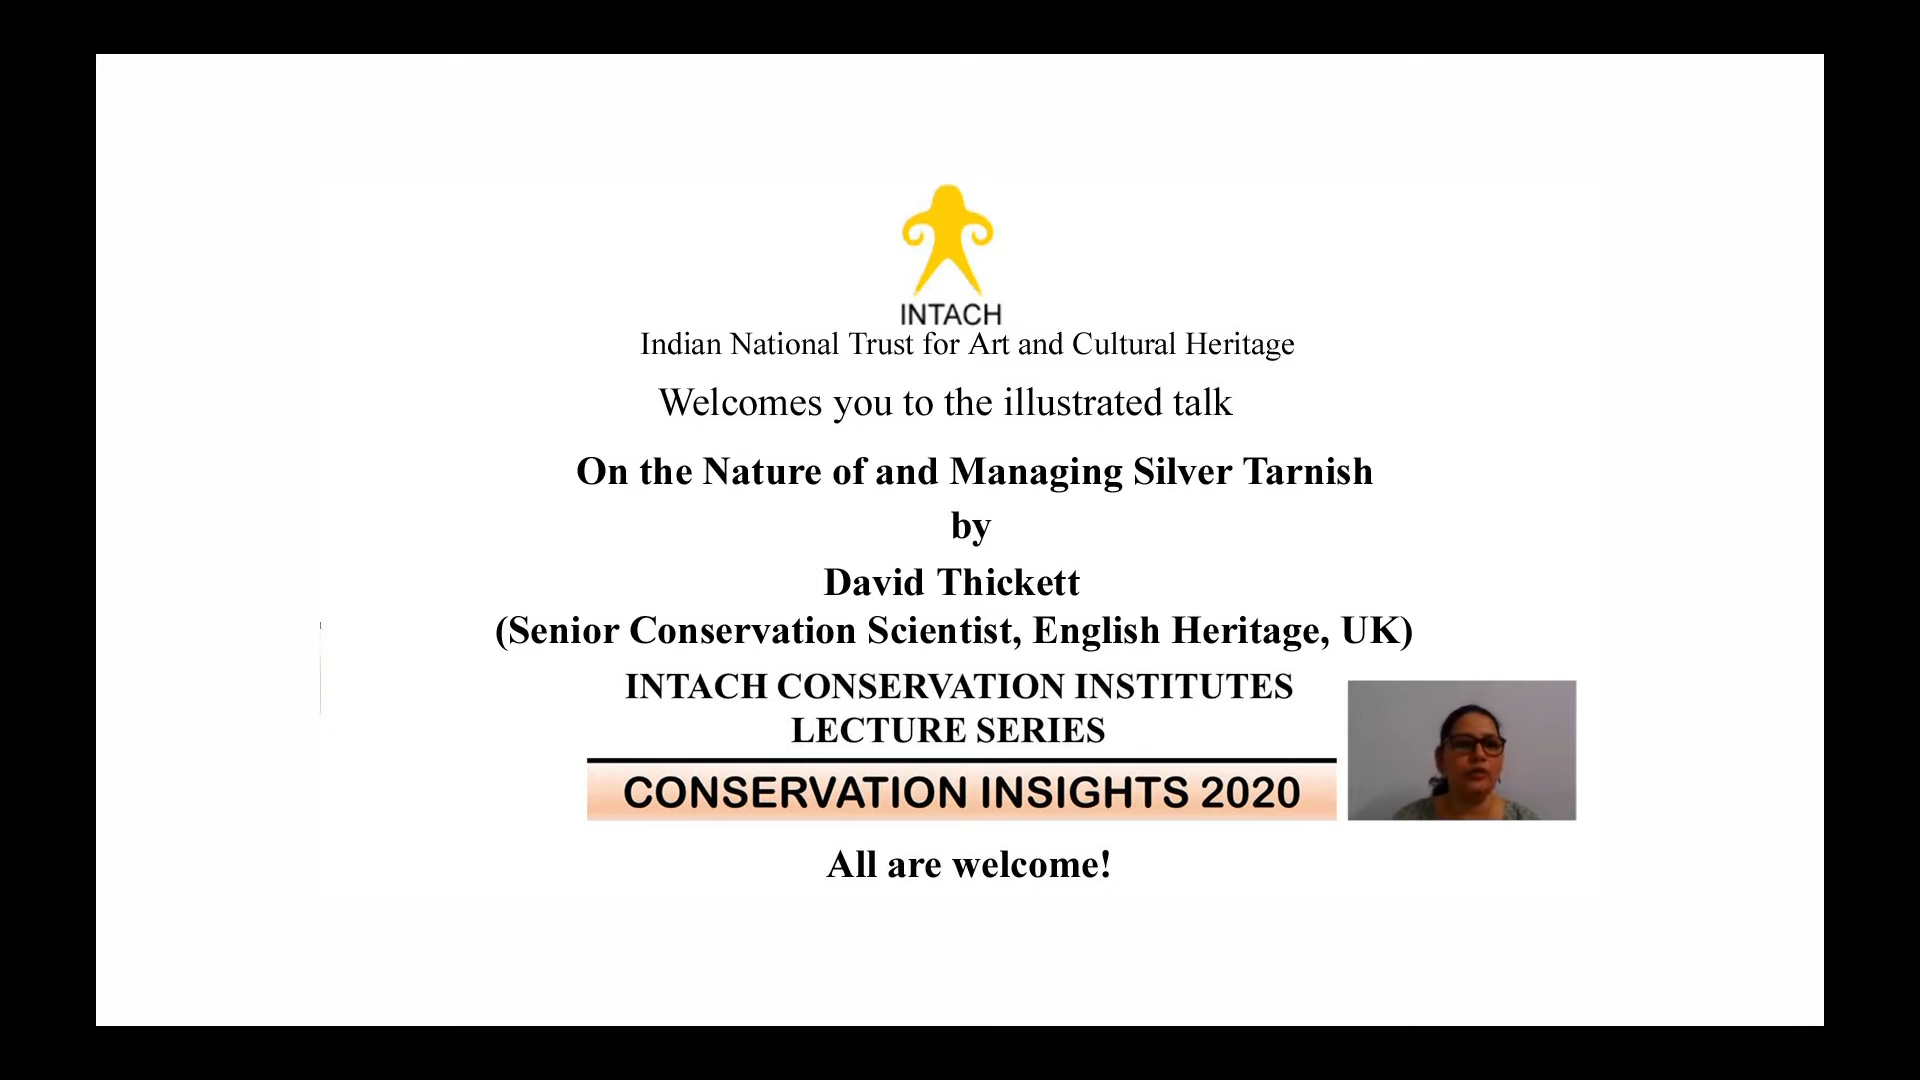 INTACH
Indian National Trust for Art and Cultural Heritage
Welcomes you to the illustrated talk
On the Nature of and Managing Silver Tarnish
by
David Thickett
(Senior Conservation Scientist, English Heritage, UK)
INTACH CONSERVATION INSTITUTES
LECTURE SERIES
CONSERVATION INSIGHTS 2020
All are welcome!